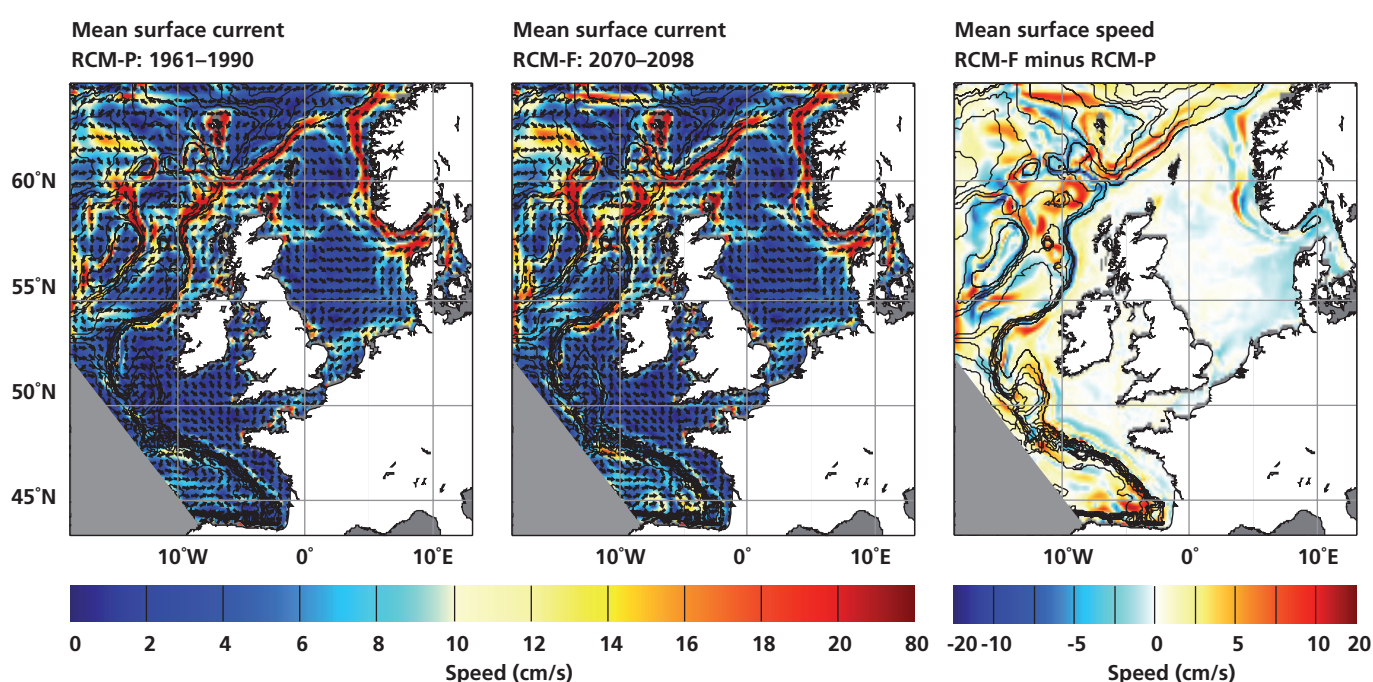 Mean surface current
RCM-P: 1961–1990
Mean surface current
RCM-F: 2070–2098
Mean surface speed
RCM-F minus RCM-P
60˚N
55˚N
50˚N
45˚N
10˚W 0˚ 10˚E
10˚W 0˚ 10˚E
10˚W 0˚ 10˚E
0 2 4 6 8 10 12 14 16 18 20 80
Speed (cm/s)
-20 -10 -5 0 5 10 20
Speed (cm/s)